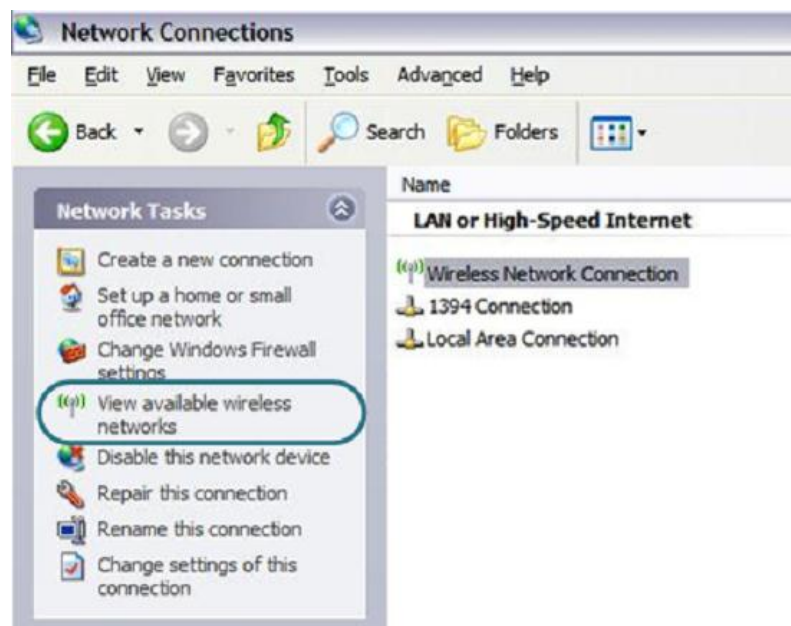 Network Connections
File Edit View Favorites Tools Advanced Help
Back Search Folders
Network Tasks
Create a new connection
Set up a home or small
office network
Change Windows Firewall
settings
View available wireless
networks
Disable this network device
Repair this connection
Rename this connection
Change settings of this
connection
Name
LAN or High-Speed Internet
Wireless Network Connection
1394 Connection
Local Area Connection